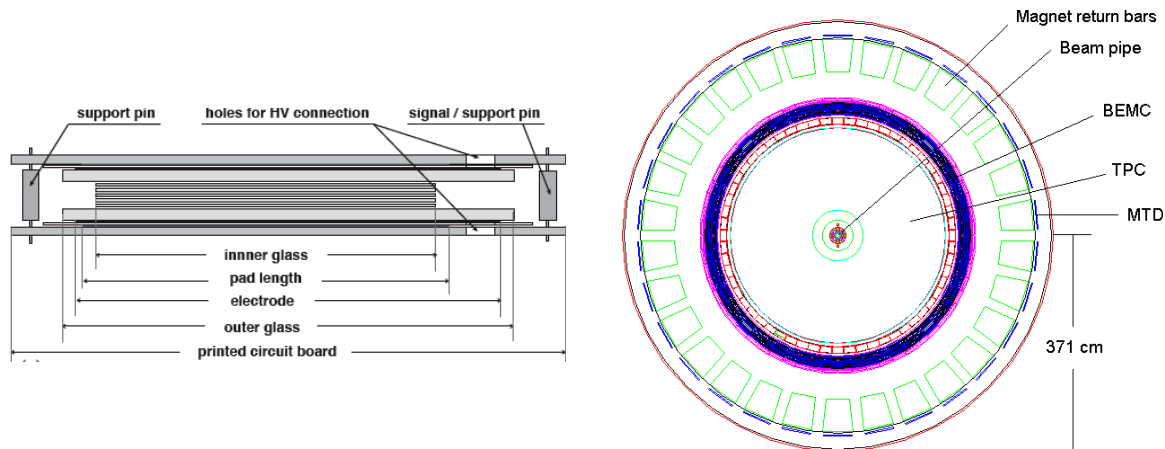 support pin
holes for HV connection
signal / support pin
innner glass
pad length
electrode
outer glass
printed circuit board
Magnet return bars
Beam pipe
BEMC
TPC
MTD
371 cm